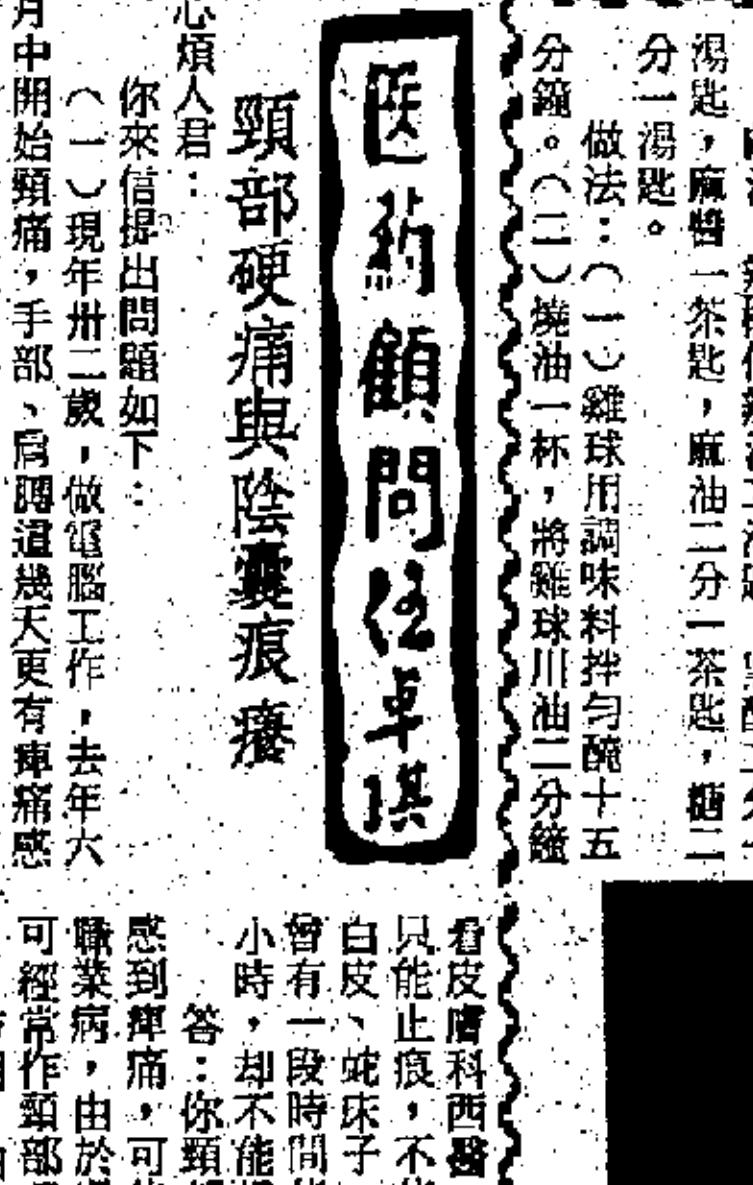 湯匙，麻醬一茶匙，麻油二分一茶匙，糖二
分一湯匙。
做法：（一）雞球用調味料拌勻醃十五
分鐘。（二）燒油一杯，將雞球川油二分鐘
医药顧問伍卓琪
頸部硬痛與陰囊痕癢
心煩人君：
你來信提出問題如下：
（一）現年卅二歲，做電腦工作，去年六
月中開始頸痛，手部、肩膊這幾天更有痺痛感
看皮膚科西醫
只能止痕，不
白皮、蛇床子
曾有一段時間
小時，却不能
答：你頸
感到痺痛，可
職業病，由於
可經常作頸部